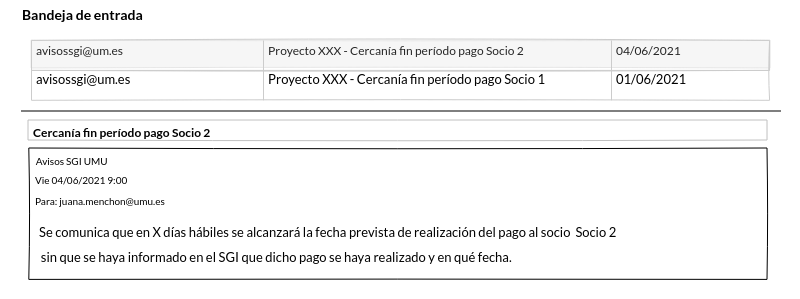 Bandeja de entrada
avisossgi@um.es Proyecto XXX - Cercanía fin período pago Socio 2 04/06/2021
avisossgi@um.es Proyecto XXX - Cercanía fin período pago Socio 1 01/06/2021
Cercanía fin período pago Socio 2
Avisos SGI UMU
Vie 04/06/2021 9:00
Para: juana.menchon@umu.es
Se comunica que en X días hábiles se alcanzará la fecha prevista de realización del pago al socio Socio 2
sin que se haya informado en el SGI que dicho pago se haya realizado y en qué fecha.